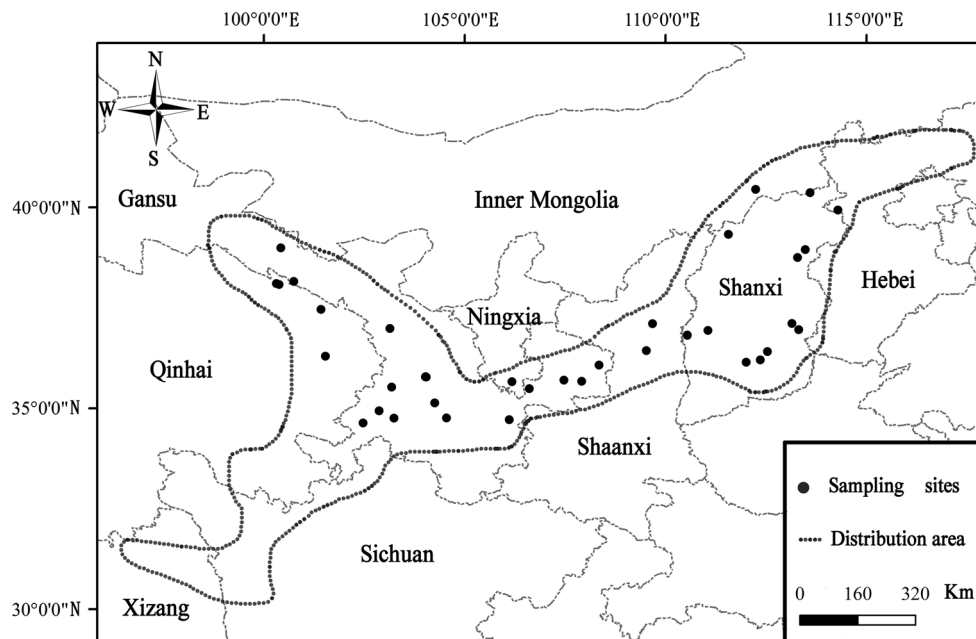 100°0'0"E 105°0'0"E 110°0'0"E 115°0'0"E
N
W E
S
Gansu
Inner Mongolia
40°0'0"N
Shanxi
Hebei
Ningxia
Qinhai
35°0'0"N
Shaanxi
Sampling sites
Distribution area
Sichuan
0 160 320 Km
30°0'0"N
Xizang